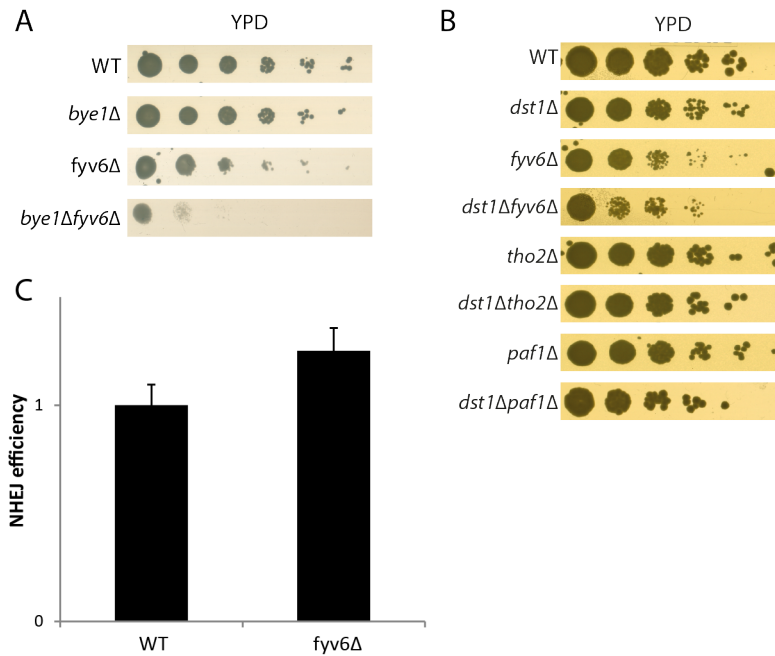 A
YPD
WT
bye1Δ
fyv6Δ
bye1Δfyv6Δ
B
YPD
WT
dst1Δ
fyv6Δ
dst1Δfyv6Δ
tho2Δ
dst1Δtho2Δ
paf1Δ
dst1Δpaf1Δ
C
NHEJ efficiency
1
0
WT
fyv6Δ